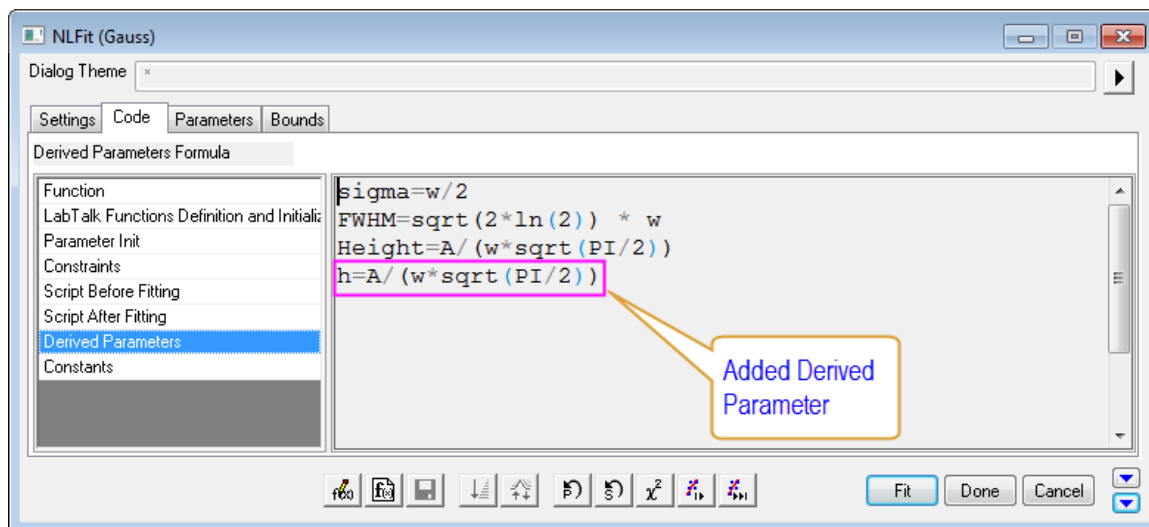 NLFit (Gauss)
Dialog Theme *
Settings Code Parameters Bounds
Derived Parameters Formula
Function
LabTalk Functions Definition and Initializ
Parameter Init
Constraints
Script Before Fitting
Script After Fitting
Derived Parameters
Constants
sigma=w/2
FWHM=sqrt(2*ln(2)) * w
Height=A/(w*sqrt(PI/2))
h=A/(w*sqrt(PI/2))
Added Derived
Parameter
Fit Done Cancel